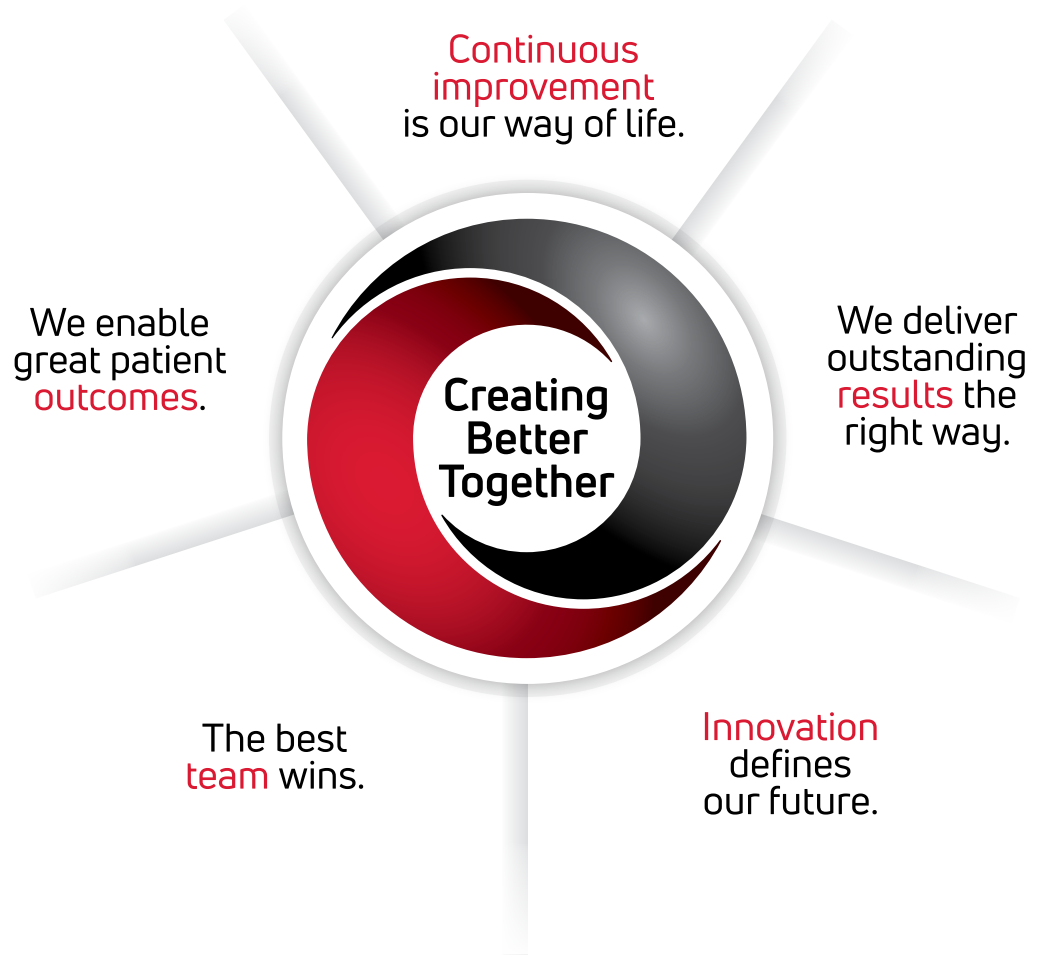 Continuous
improvement
is our way of life.
We enable
great patient
outcomes.
Creating
Better
Together
We deliver
outstanding
results the
right way.
The best
team wins.
Innovation
defines
our future.